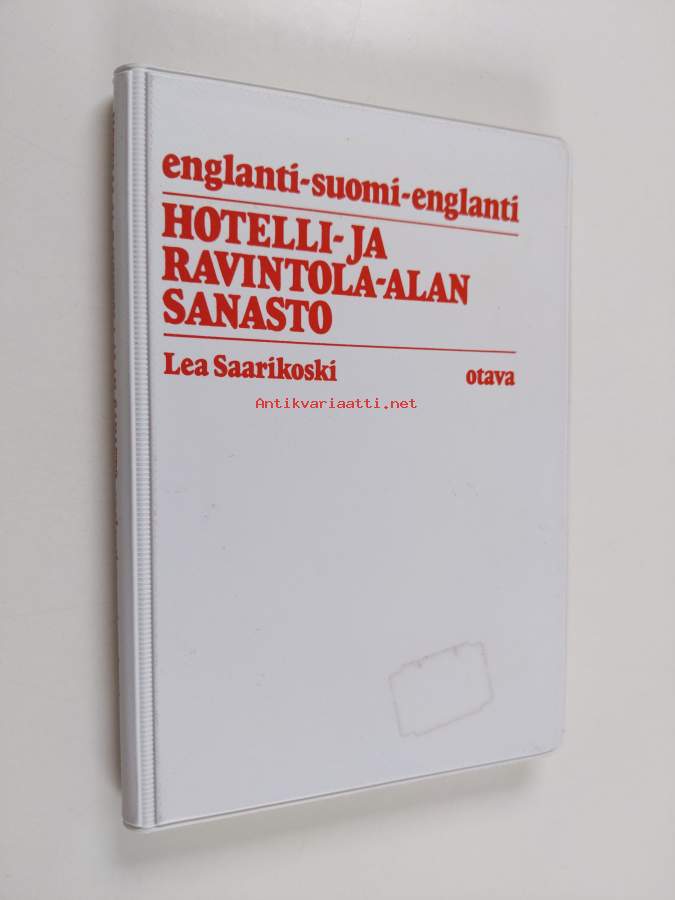 englanti-suomi-englanti
HOTELLI- JA
RAVINTOLA-ALAN
SANASTO
Lea Saarikoski otava
Antikvariaatti.net